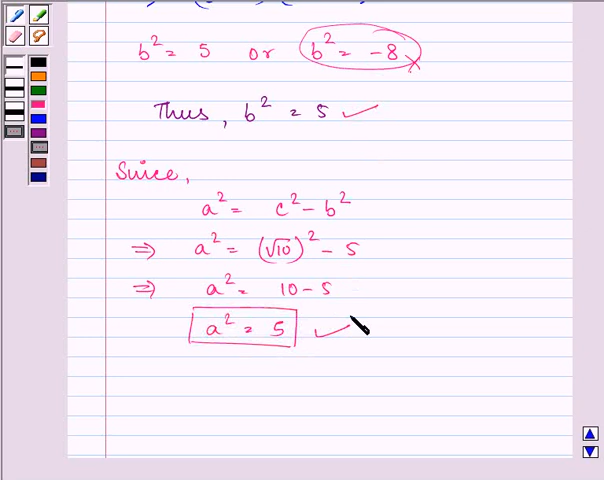 b² = 5 or b² = -8
Thus, b² = 5 ✓
Since,
a² = c² - b²
⇒ a² = (√10)² - 5
⇒ a² = 10 - 5
a² = 5 ✓